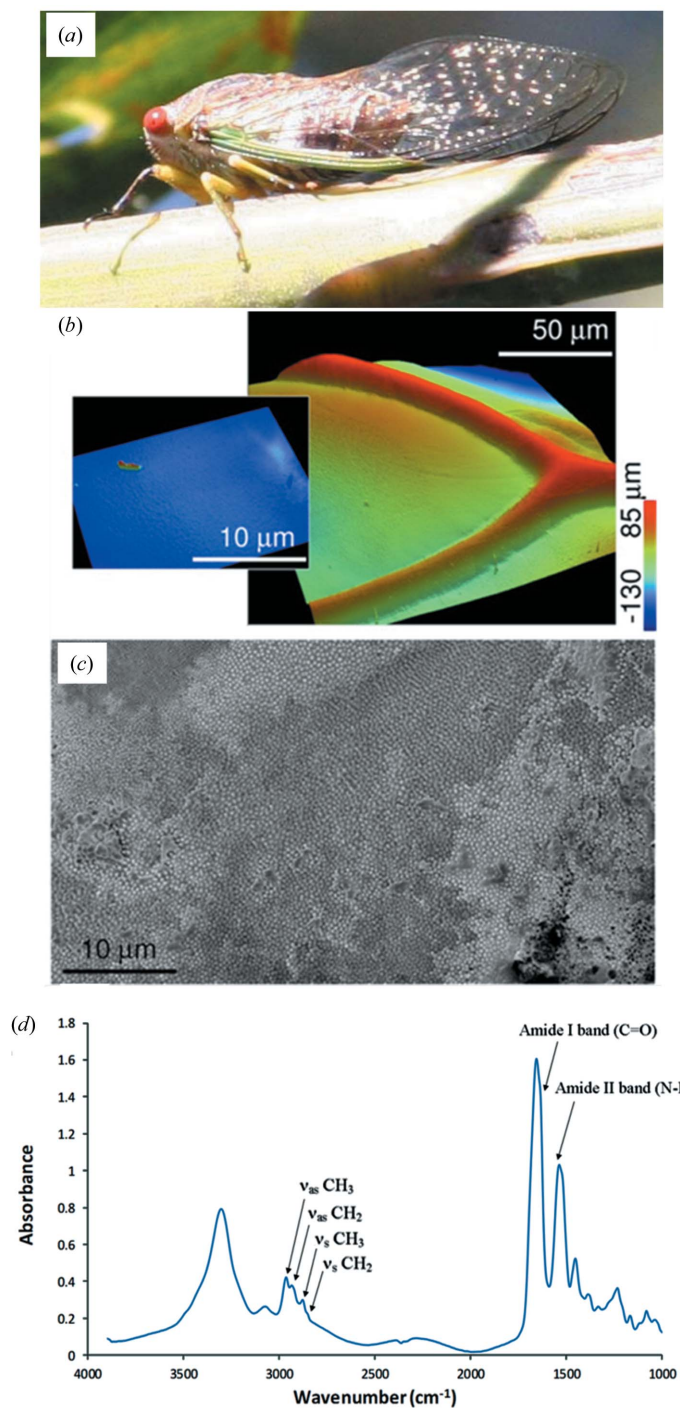 (a)
(b)
50 μm
10 μm
85 μm
-130
(c)
10 μm
(d)
Amide I band (C=O)
Amide II band (N-
νas CH3
νas CH2
νs CH3
νs CH2
1.8
1.6
1.4
1.2
1
0.8
0.6
0.4
0.2
0
Absorbance
4000 3500 3000 2500 2000 1500 1000
Wavenumber (cm-1)